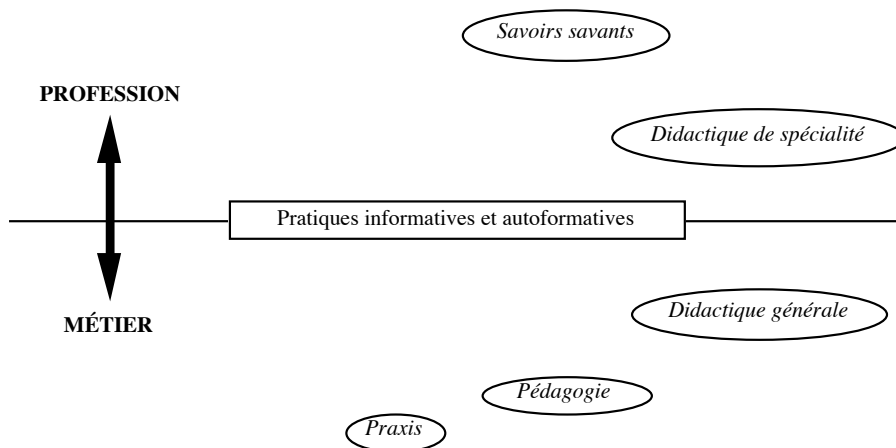 Savoirs savants
PROFESSION
Didactique de spécialité
Pratiques informatives et autoformatives
Didactique générale
MÉTIER
Pédagogie
Praxis